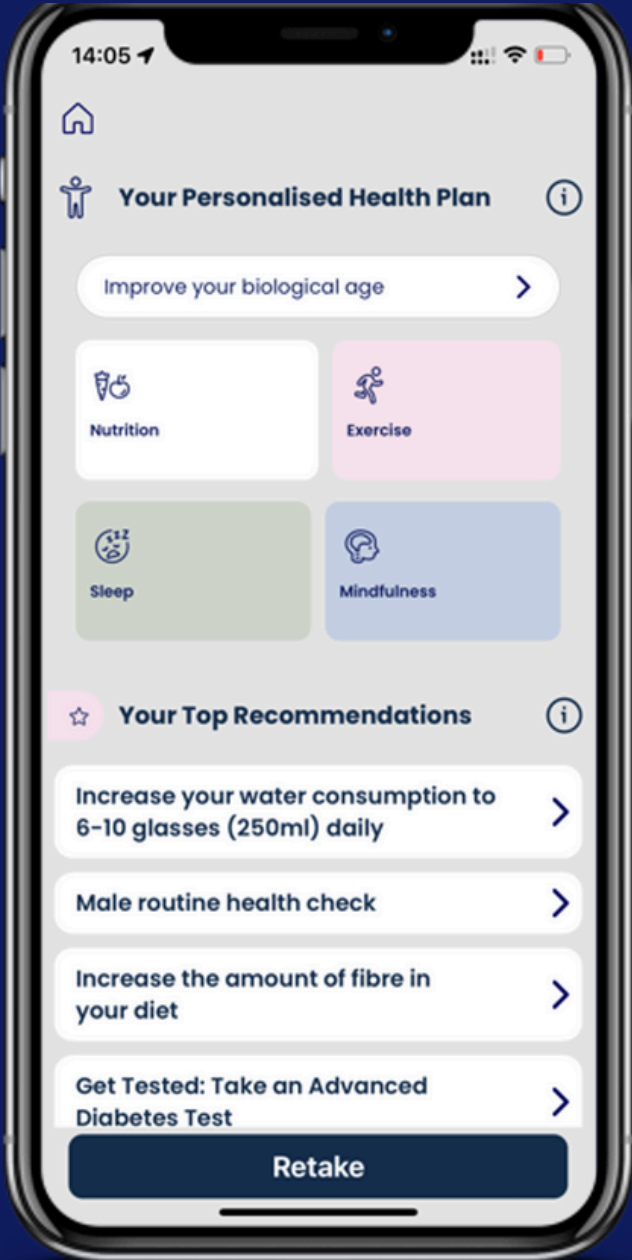 14:05
Your Personalised Health Plan
Improve your biological age
Nutrition
Exercise
Sleep
Mindfulness
Your Top Recommendations
Increase your water consumption to
6-10 glasses (250ml) daily
Male routine health check
Increase the amount of fibre in
your diet
Get Tested: Take an Advanced
Diabetes Test
Retake